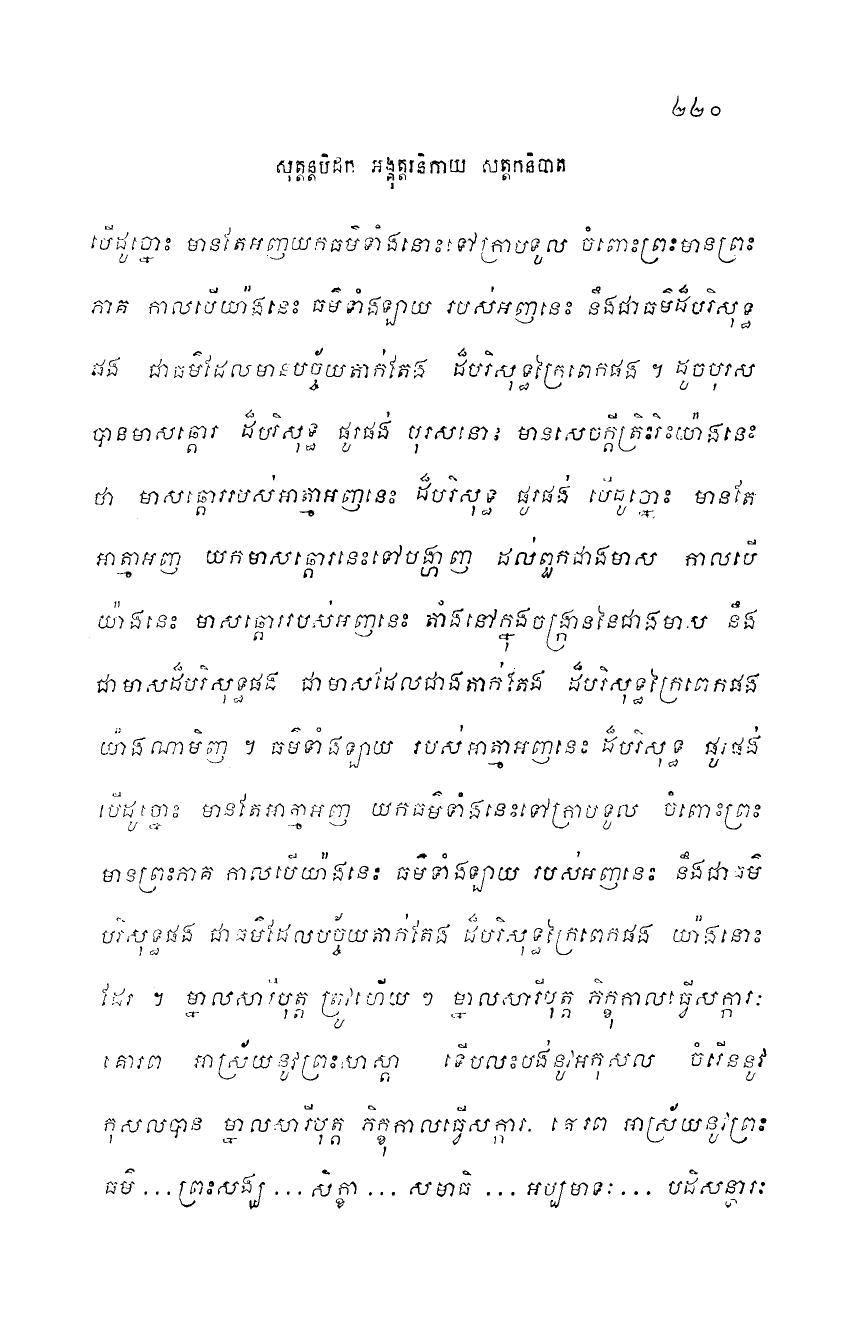 ២២០
សុត្តន្តបិដក អង្គុត្តរនិកាយ សត្តកនិបាត
បើដូច្នោះ មានតែអញយកធម៌ទាំងនោះទៅក្រាបទូល ចំពោះព្រះមានព្រះ
ភាគ កាលបើយ៉ាងនេះ ធម៌ទាំងឡាយ របស់អញនេះ នឹងជាធម៌ដ៏បរិសុទ្ធ
ផង ជាធម៌ដែលមានបច្ច័យតាក់តែង ដ៏បរិសុទ្ធក្រៃពេកផង ។ ដូចបុរស
បានមាសឆ្តោរ ដ៏បរិសុទ្ធ ផូរផង់ បុរសនោះ មានសេចក្តីត្រិះរិះយ៉ាងនេះ
ថា មាសឆ្តោររបស់អាត្មាអញនេះ ដ៏បរិសុទ្ធ ផូរផង់ បើដូច្នោះ មានតែ
អាត្មាអញ យកមាសឆ្តោរនេះទៅបង្ហាញ ដល់ពួកជាងមាស កាលបើ
យ៉ាងនេះ មាសឆ្តោររបស់អញនេះ តាំងនៅក្នុងចង្ក្រាននៃជាងមាស នឹង
ជាមាសដ៏បរិសុទ្ធផង ជាមាសដែលជាងតាក់តែង ដ៏បរិសុទ្ធក្រៃពេកផង
យ៉ាងណាមិញ ។ ធម៌ទាំងឡាយ របស់អាត្មាអញនេះ ដ៏បរិសុទ្ធ ផូរផង់
បើដូច្នោះ មានតែអាត្មាអញ យកធម៌ទាំងនេះទៅក្រាបទូល ចំពោះព្រះ
មានព្រះភាគ កាលបើយ៉ាងនេះ ធម៌ទាំងឡាយ របស់អញនេះ នឹងជាធម៌
បរិសុទ្ធផង ជាធម៌ដែលបច្ច័យតាក់តែង ដ៏បរិសុទ្ធក្រៃពេកផង យ៉ាងនោះ
ដែរ ។ ម្នាលសារីបុត្ត ត្រូវហើយ ៗ ម្នាលសារីបុត្ត ភិក្ខុកាលធ្វើសក្ការៈ
គោរព អាស្រ័យនូវព្រះសាស្តា ទើបលះបង់នូវអកុសល ចំរើននូវ
កុសលបាន ម្នាលសារីបុត្ត ភិក្ខុកាលធ្វើសក្ការៈ គោរព អាស្រ័យនូវព្រះ
ធម៌ ... ព្រះសង្ឃ ... សិក្ខា ... សមាធិ ... អប្បមាទៈ ... បដិសន្ថារៈ